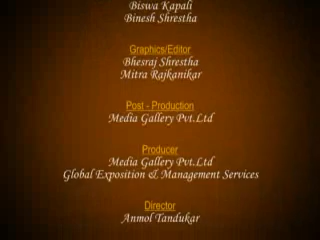 Biswa Kapali
Binesh Shrestha
Graphics/Editor
Bhesraj Shrestha
Mitra Rajkanikar
Post - Production
Media Gallery Pvt.Ltd
Producer
Media Gallery Pvt.Ltd
Global Exposition & Management Services
Director
Anmol Tandukar